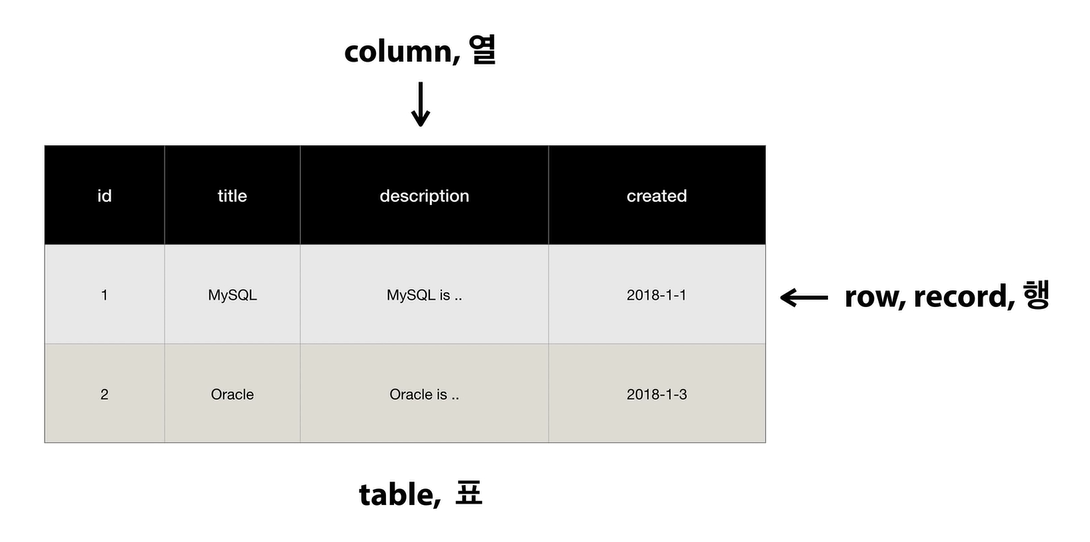 column, 열
id title description created
1 MySQL MySQL is .. 2018-1-1
row, record, 행
2 Oracle Oracle is .. 2018-1-3
table, 표